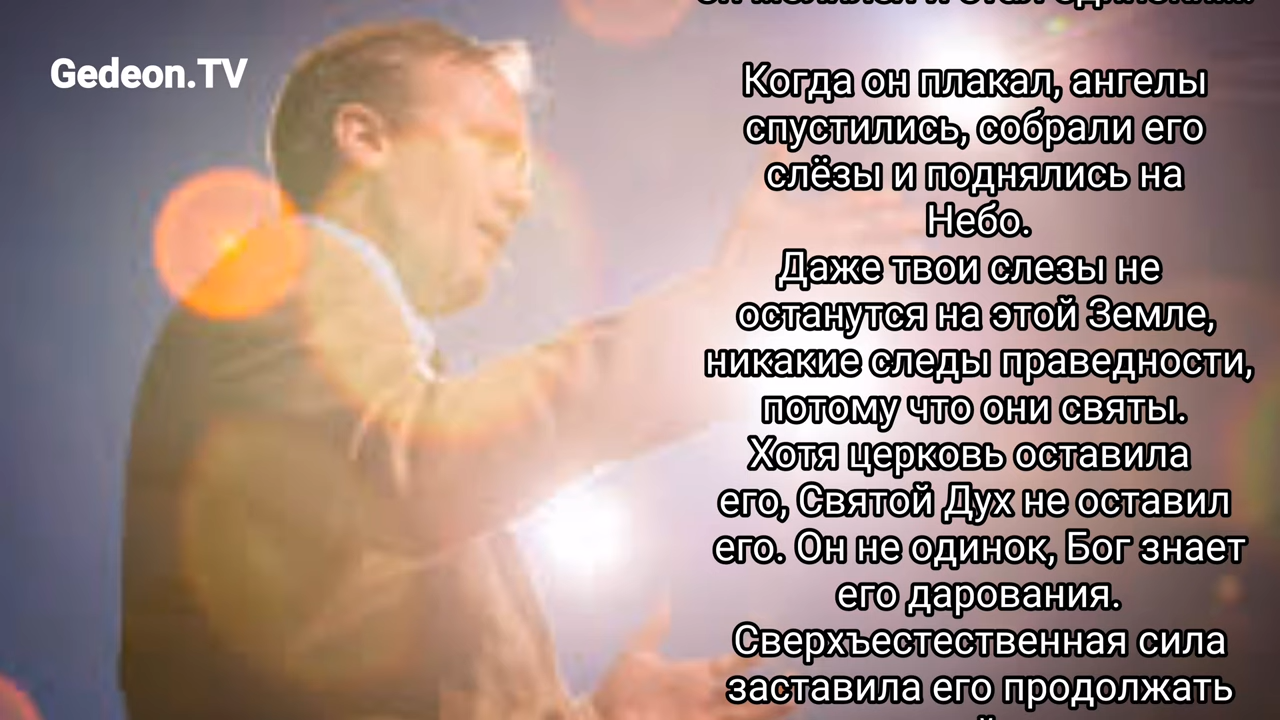 Gedeon.TV
Когда он плакал, ангелы
спустились, собрали его
слёзы и поднялись на
Небо.
Даже твои слезы не
останутся на этой Земле,
никакие следы праведности,
потому что они святы.
Хотя церковь оставила
его, Святой Дух не оставил
его. Он не одинок, Бог знает
его дарования.
Сверхъестественная сила
заставила его продолжать